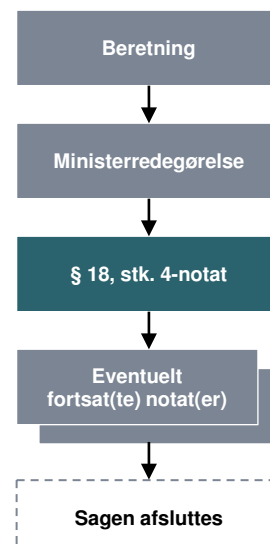 Beretning
Ministerredegørelse
§ 18, stk. 4-notat
Eventuelt
fortsat(te) notat(er)
Sagen afsluttes